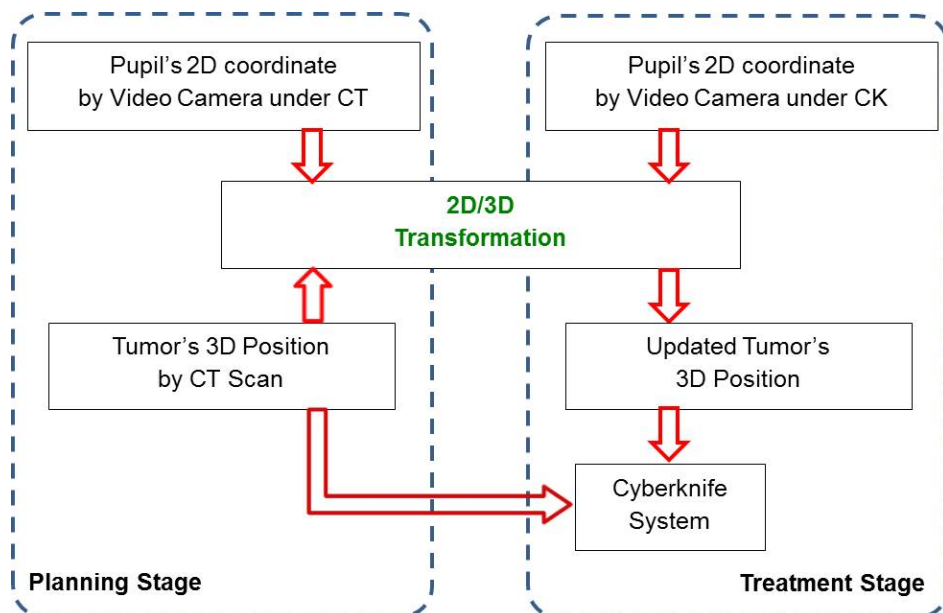 Pupil's 2D coordinate
by Video Camera under CT
Pupil's 2D coordinate
by Video Camera under CK
2D/3D
Transformation
Tumor's 3D Position
by CT Scan
Updated Tumor's
3D Position
Cyberknife
System
Planning Stage
Treatment Stage